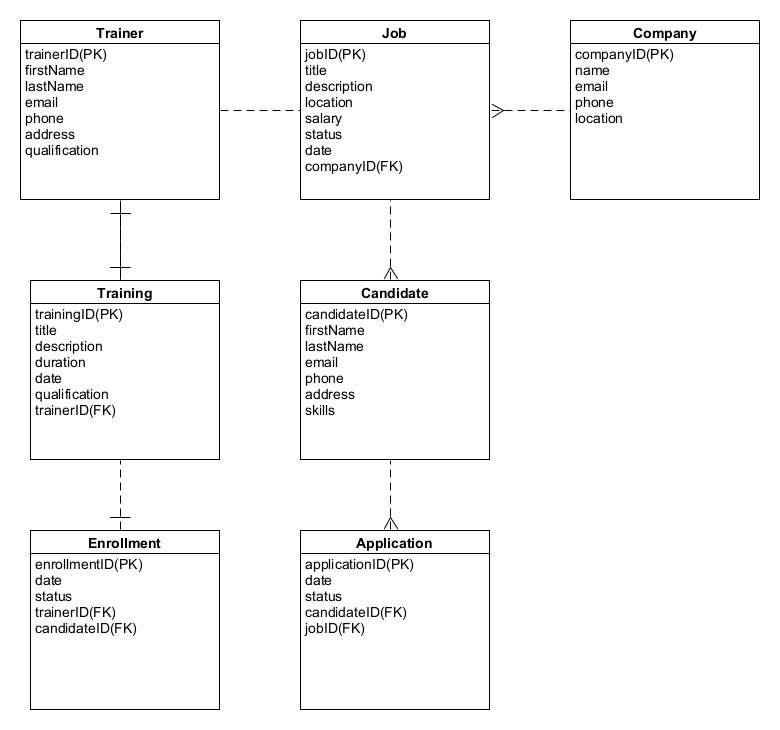 Trainer
trainerID(PK)
firstName
lastName
email
phone
address
qualification
Job
jobID(PK)
title
description
location
salary
status
date
companyID(FK)
Company
companyID(PK)
name
email
phone
location
Training
trainingID(PK)
title
description
duration
date
qualification
trainerID(FK)
Candidate
candidateID(PK)
firstName
lastName
email
phone
address
skills
Enrollment
enrollmentID(PK)
date
status
trainerID(FK)
candidateID(FK)
Application
applicationID(PK)
date
status
candidateID(FK)
jobID(FK)